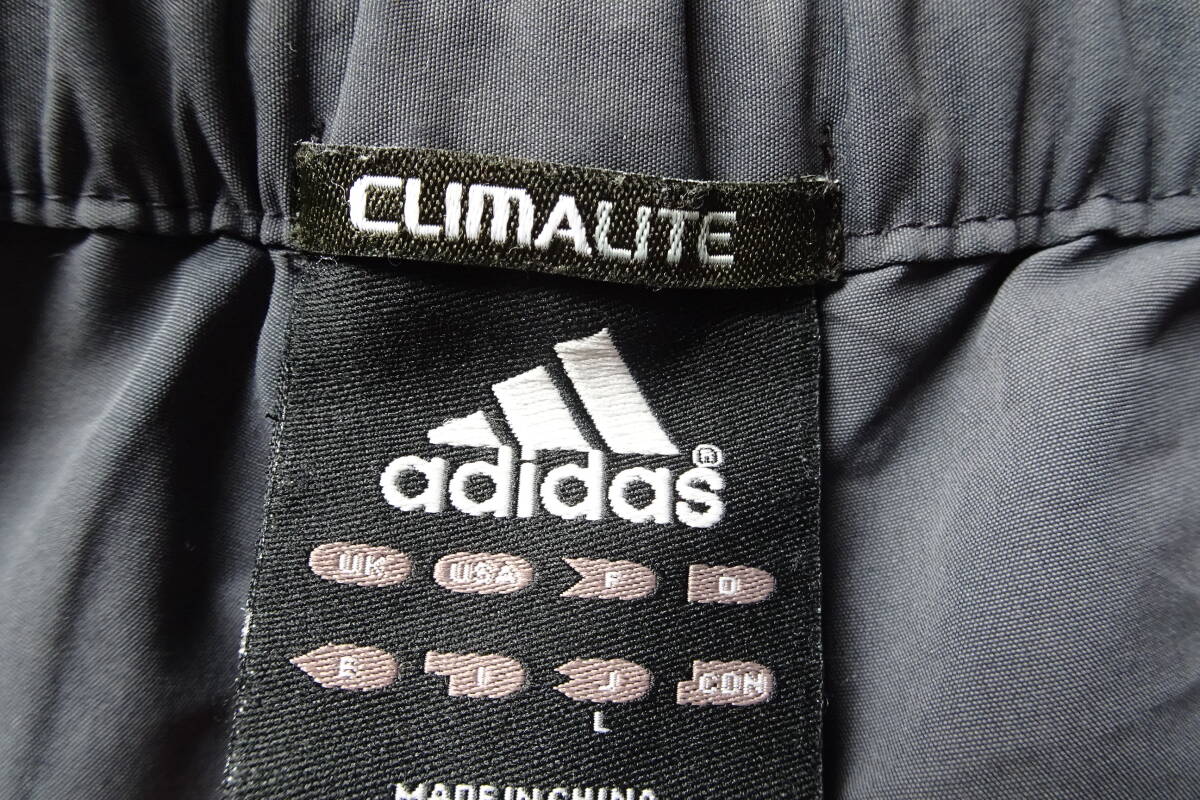 CLIMALITE
adidas®
UK USA F D
E I J CDN
L
MADE IN CHINA